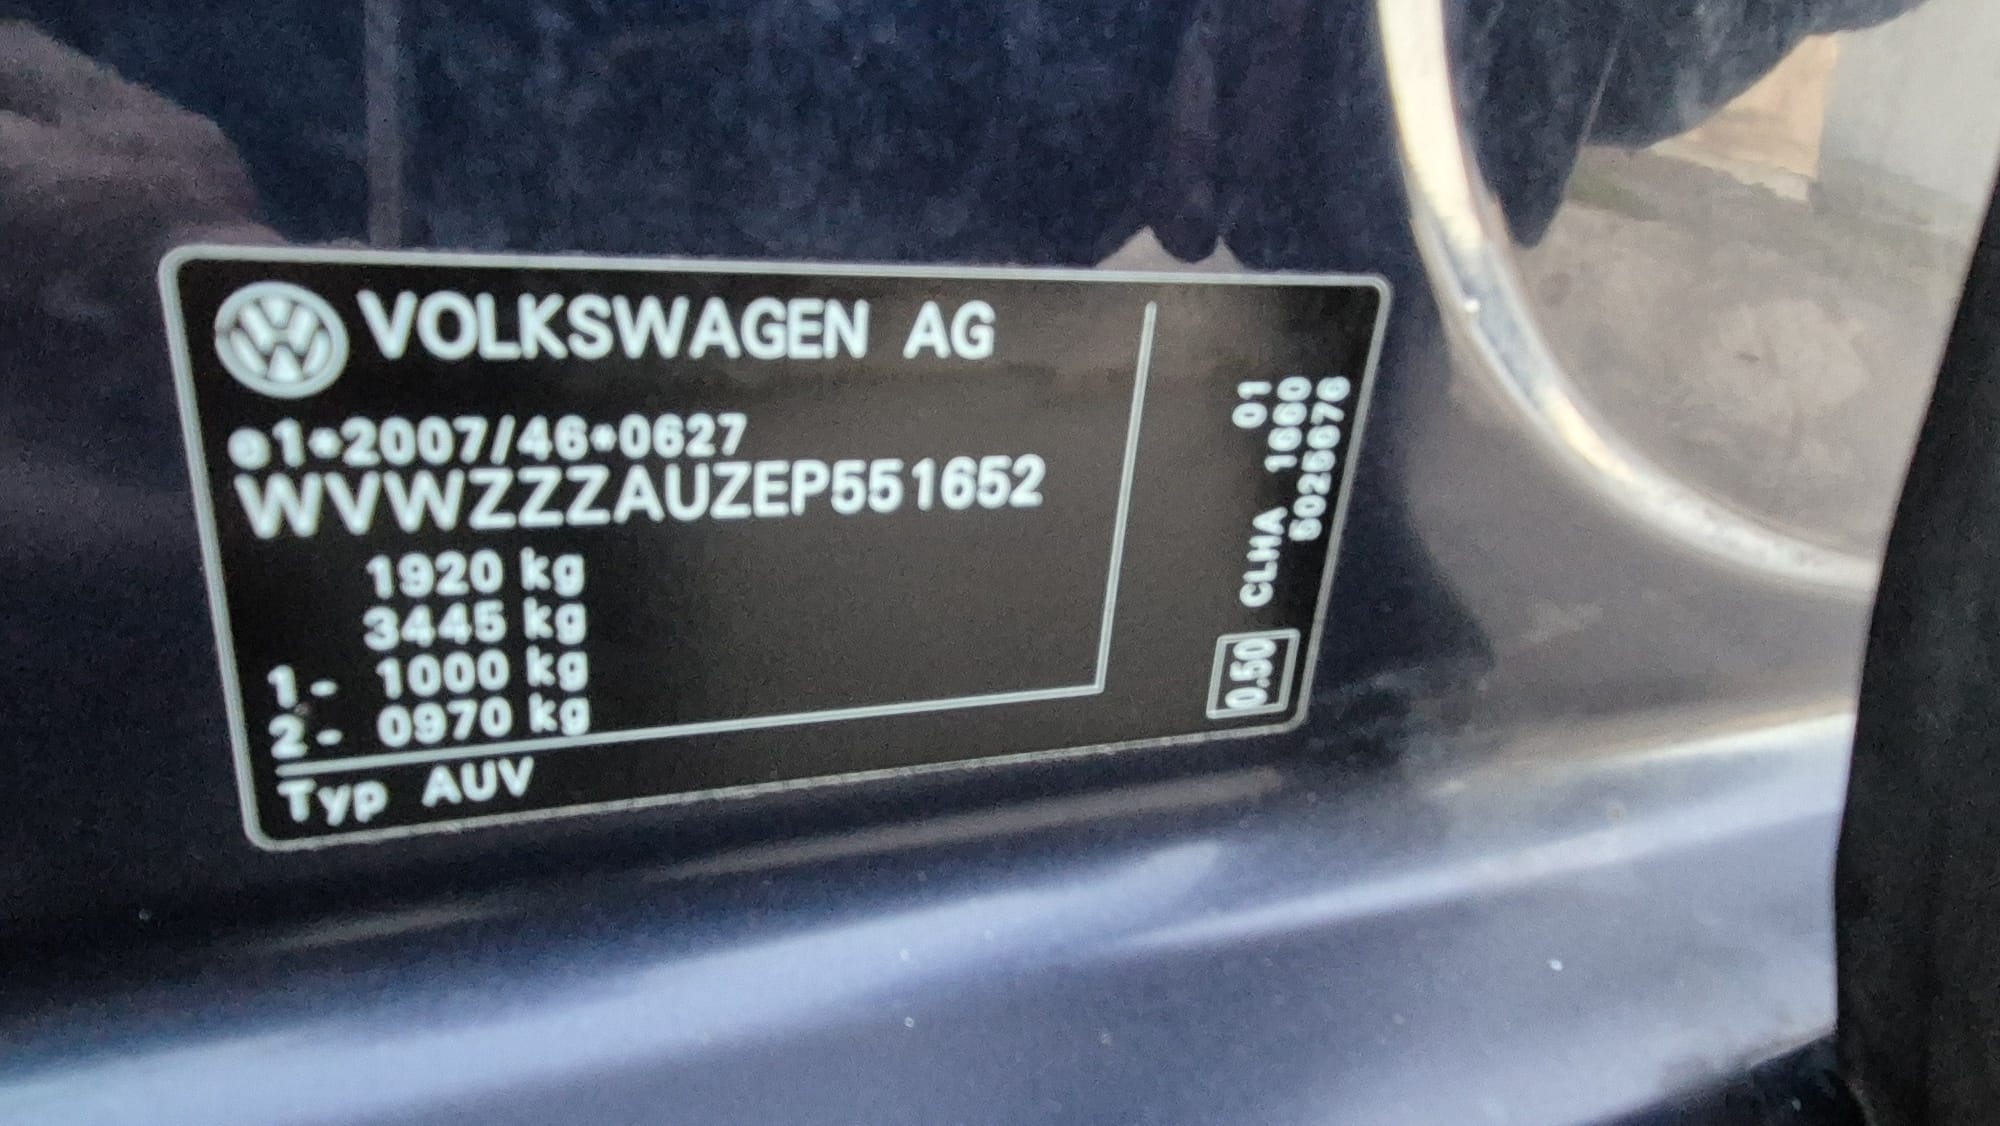 VOLKSWAGEN AG
e1*2007/46*0627
WVWZZZAUZEP551652
1920 kg
3445 kg
1- 1000 kg
2- 0970 kg
Typ AUV
01
CLHA 1660
5025676
0.50